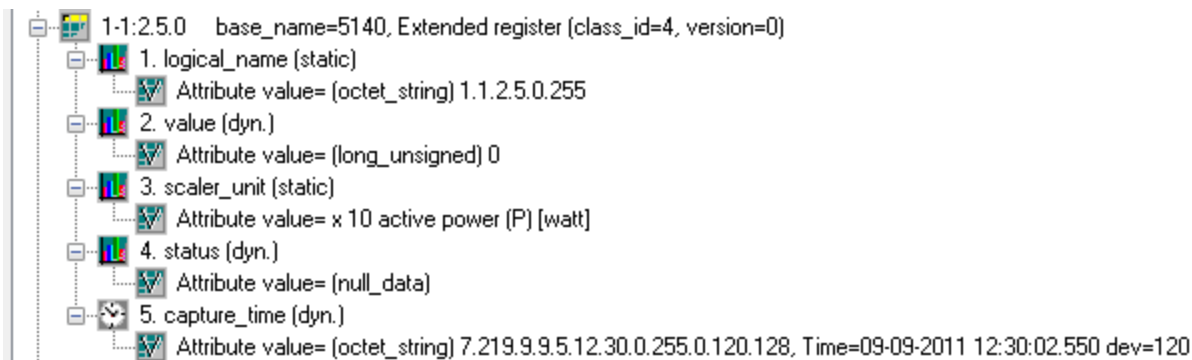 1-1:2.5.0 base_name=5140, Extended register (class_id=4, version=0)
1. logical_name (static)
Attribute value= (octet_string) 1.1.2.5.0.255
2. value (dyn.)
Attribute value= (long_unsigned) 0
3. scaler_unit (static)
Attribute value= x 10 active power (P) [watt]
4. status (dyn.)
Attribute value= (null_data)
5. capture_time (dyn.)
Attribute value= (octet_string) 7.219.9.9.5.12.30.0.255.0.120.128, Time=09-09-2011 12:30:02.550 dev=120